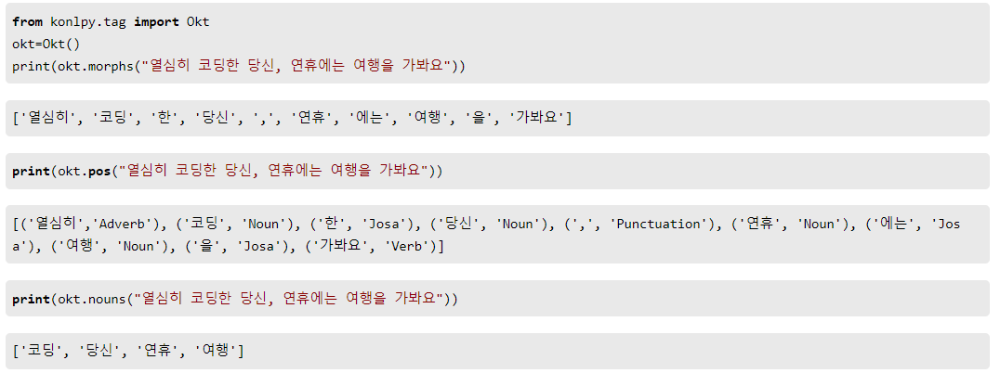 from konlpy.tag import Okt
okt=Okt()
print(okt.morphs("열심히 코딩한 당신, 연휴에는 여행을 가봐요"))
['열심히', '코딩', '한', '당신', ',', '연휴', '에는', '여행', '을', '가봐요']
print(okt.pos("열심히 코딩한 당신, 연휴에는 여행을 가봐요"))
[('열심히','Adverb'), ('코딩', 'Noun'), ('한', 'Josa'), ('당신', 'Noun'), (',', 'Punctuation'), ('연휴', 'Noun'), ('에는', 'Jos
a'), ('여행', 'Noun'), ('을', 'Josa'), ('가봐요', 'Verb')]
print(okt.nouns("열심히 코딩한 당신, 연휴에는 여행을 가봐요"))
['코딩', '당신', '연휴', '여행']